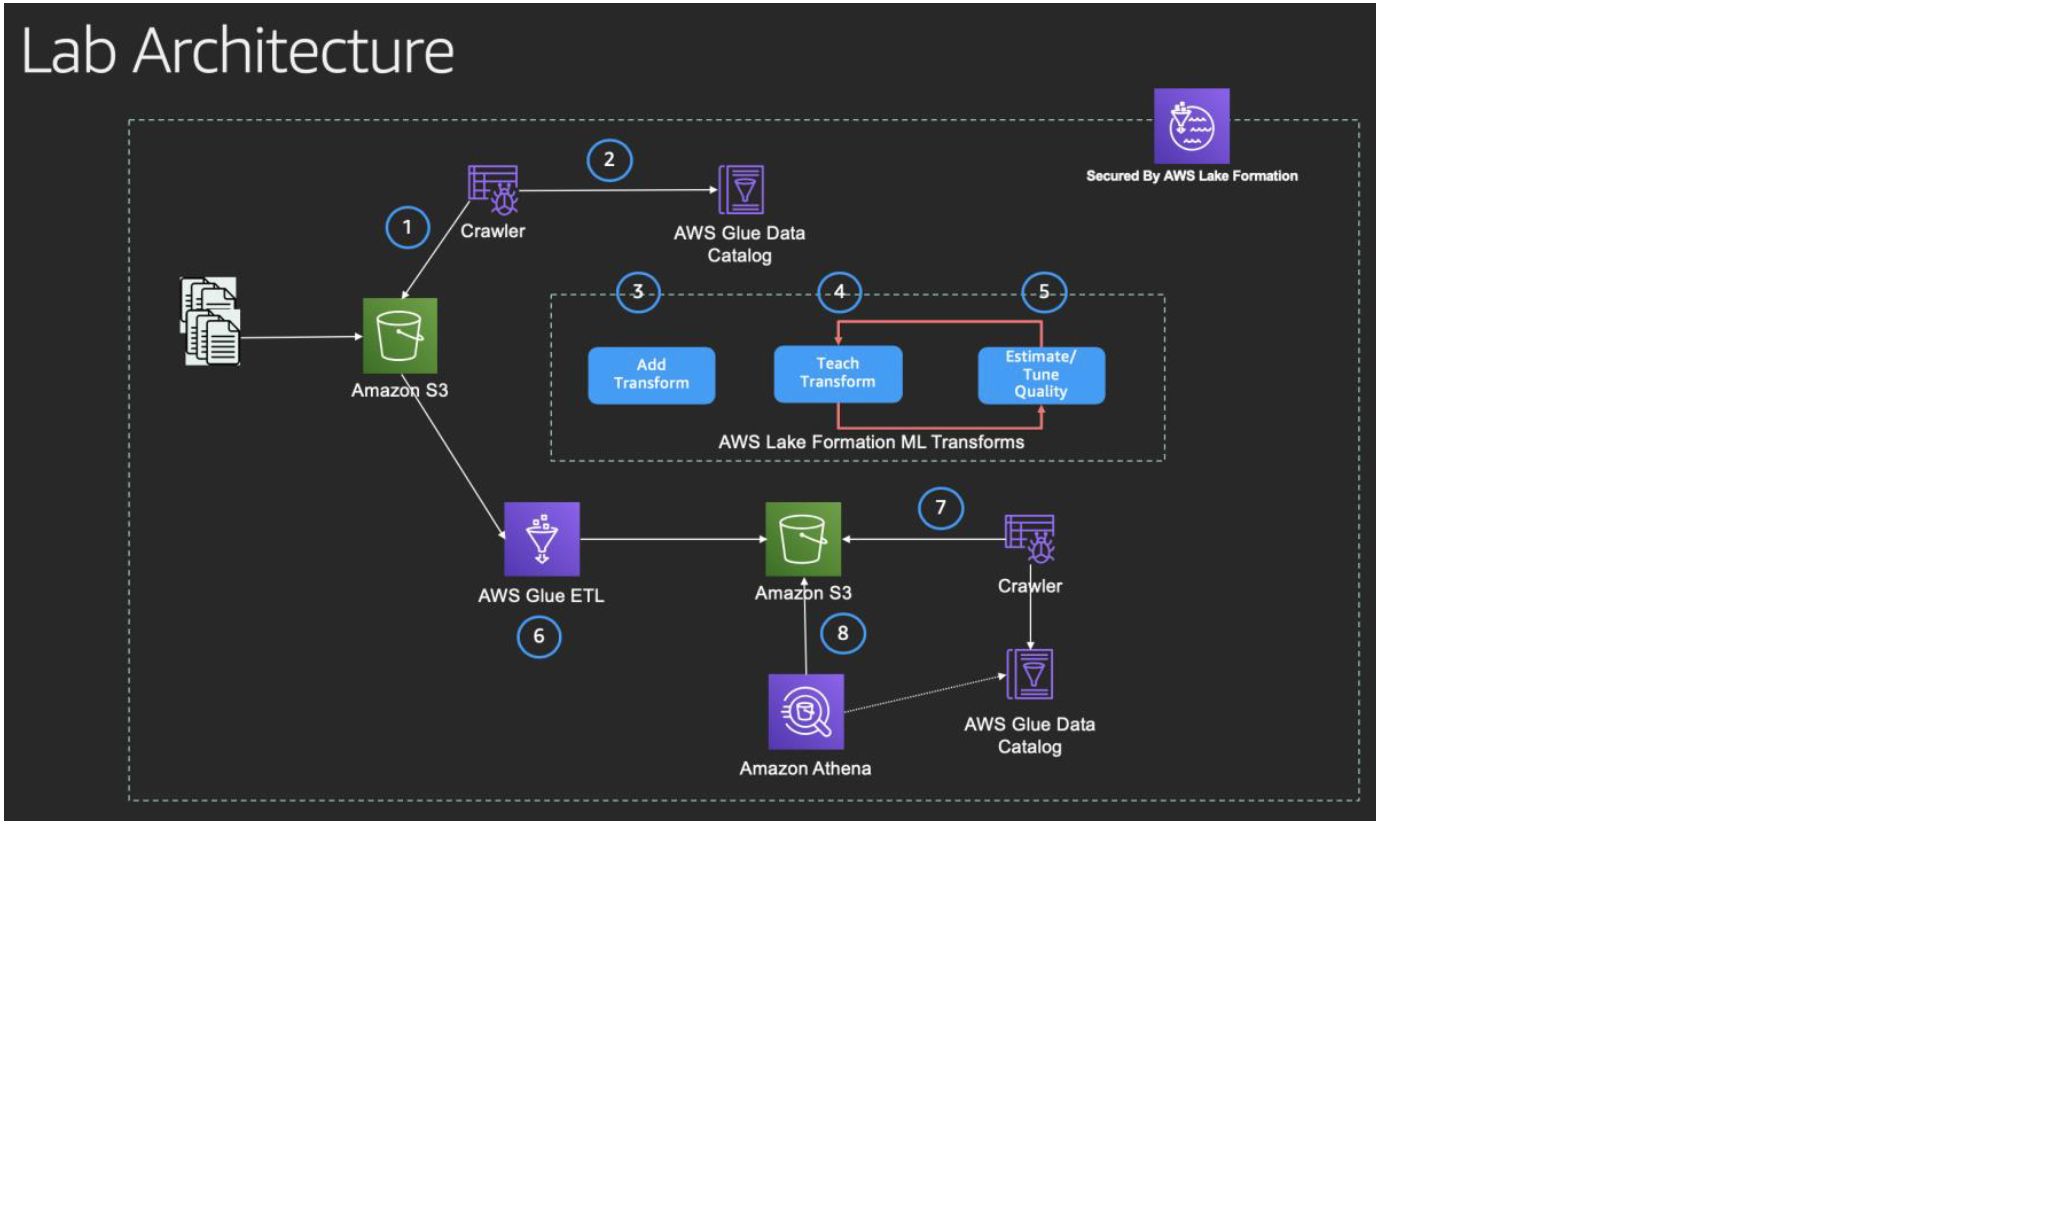 Lab Architecture
Secured By AWS Lake Formation
2
1
Crawler
AWS Glue Data
Catalog
3
4
5
Add
Transform
Teach
Transform
Estimate/
Tune
Quality
AWS Lake Formation ML Transforms
Amazon S3
7
AWS Glue ETL
6
Amazon S3
Crawler
8
AWS Glue Data
Catalog
Amazon Athena